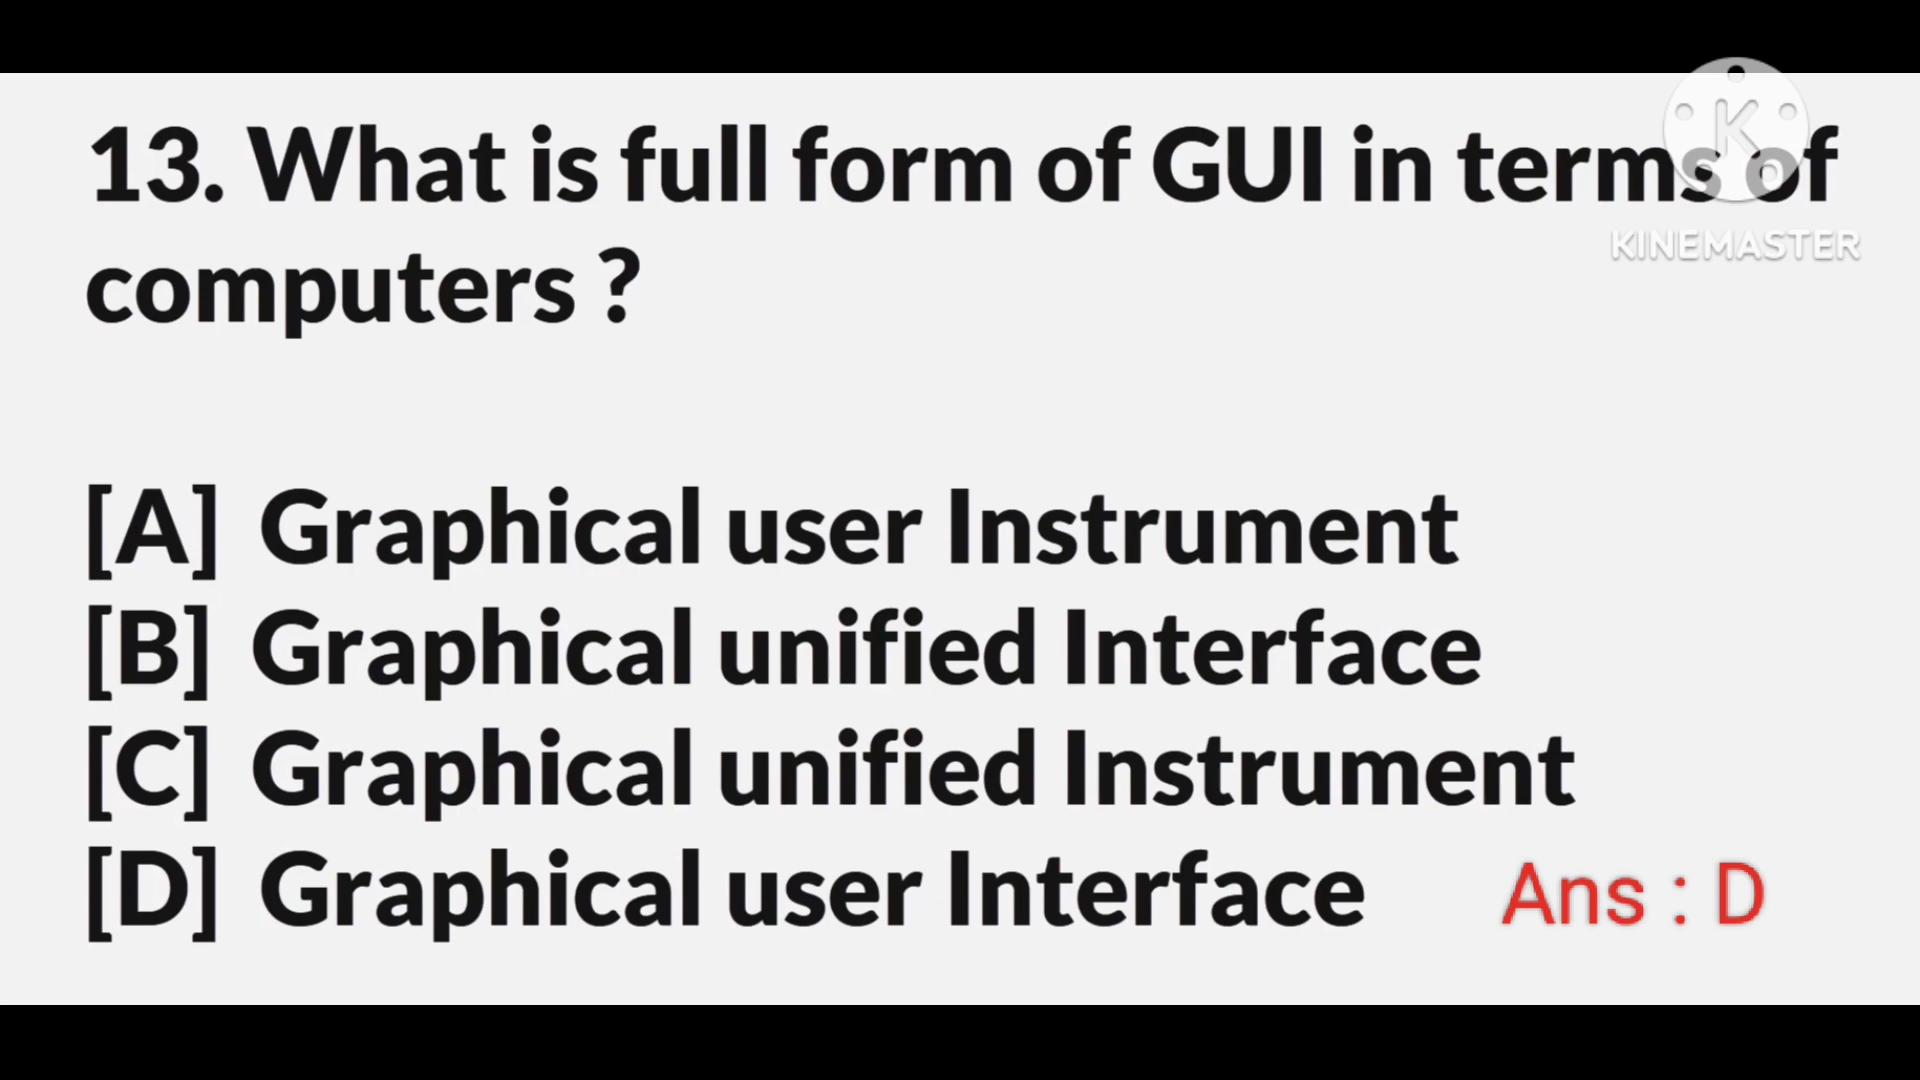 13. What is full form of GUI in terms of
KINEMASTER
computers ?
[A] Graphical user Instrument
[B] Graphical unified Interface
[C] Graphical unified Instrument
[D] Graphical user Interface Ans : D